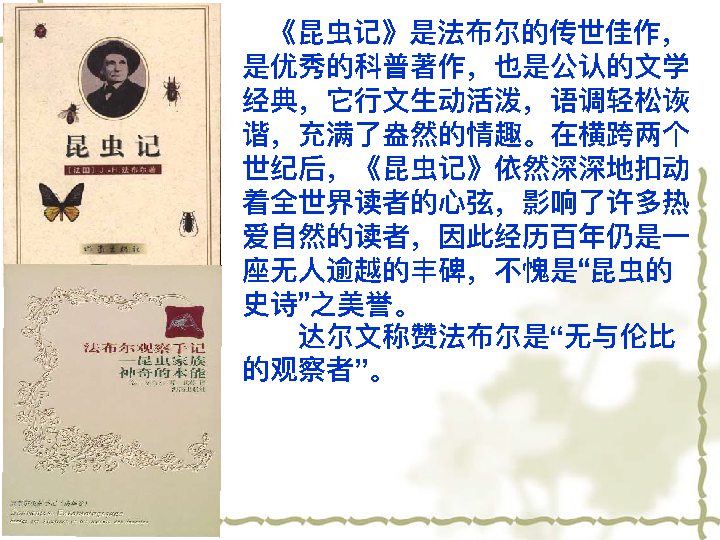 昆虫记
[法国] J.-H.法布尔著
作家出版社
法布尔观察手记
—昆虫家族
神奇的本能
《昆虫记》是法布尔的传世佳作，
是优秀的科普著作，也是公认的文学
经典，它行文生动活泼，语调轻松诙
谐，充满了盎然的情趣。在横跨两个
世纪后，《昆虫记》依然深深地扣动
着全世界读者的心弦，影响了许多热
爱自然的读者，因此经历百年仍是一
座无人逾越的丰碑，不愧是“昆虫的
史诗”之美誉。
达尔文称赞法布尔是“无与伦比
的观察者”。